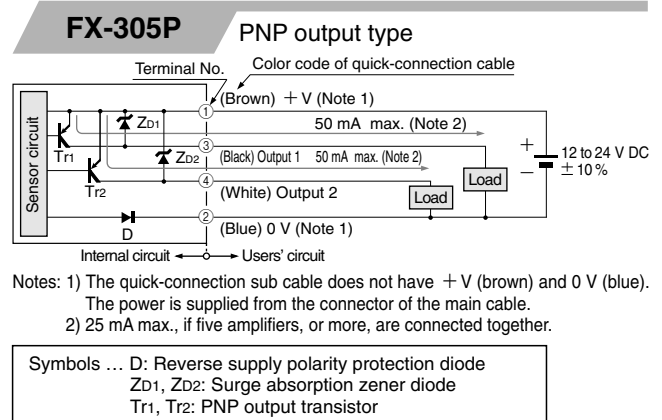 FX-305P
PNP output type
Terminal No.
Color code of quick-connection cable
Sensor circuit
1
(Brown) +V (Note 1)
50 mA max. (Note 2)
ZD1
Tr1
3
(Black) Output 1 50 mA max. (Note 2)
ZD2
Tr2
4
(White) Output 2
Load
Load
+
−
12 to 24 V DC
±10 %
2
(Blue) 0 V (Note 1)
D
Internal circuit Users' circuit
Notes: 1) The quick-connection sub cable does not have +V (brown) and 0 V (blue).
The power is supplied from the connector of the main cable.
2) 25 mA max., if five amplifiers, or more, are connected together.
Symbols ... D: Reverse supply polarity protection diode
ZD1, ZD2: Surge absorption zener diode
Tr1, Tr2: PNP output transistor